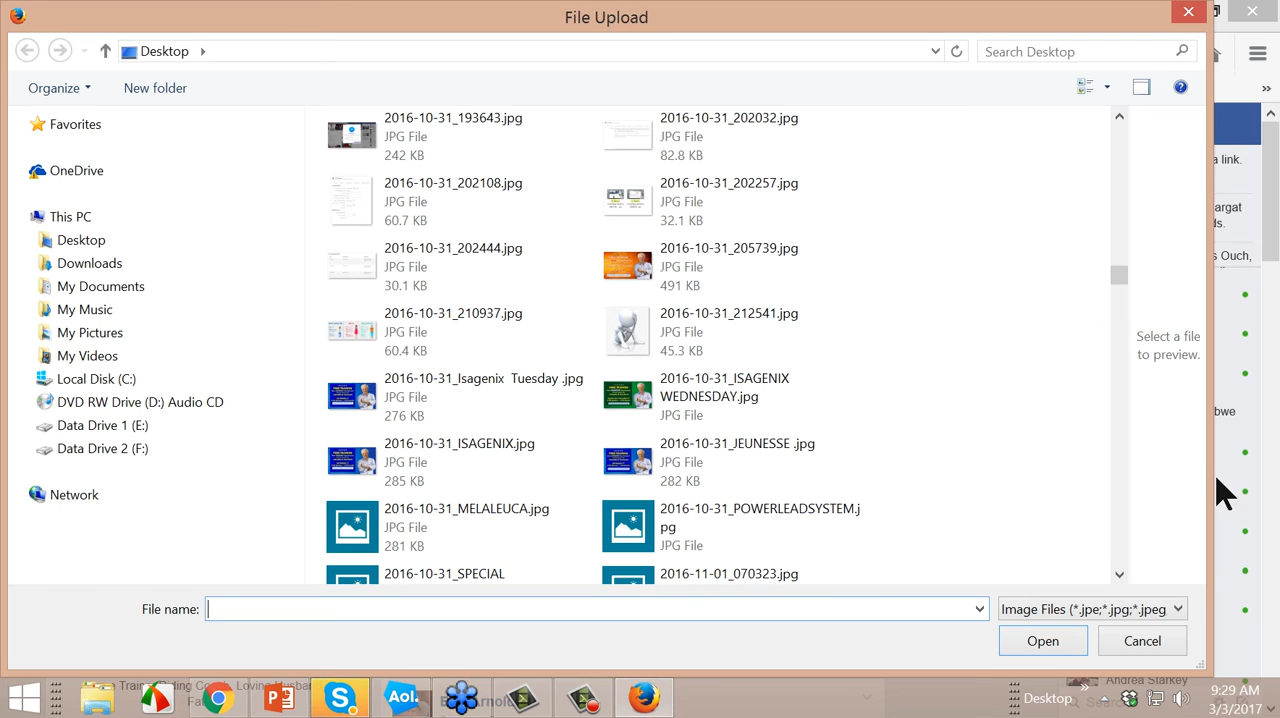 File Upload
Desktop
Search Desktop
Organize
New folder
Favorites
OneDrive
This PC
Desktop
Downloads
My Documents
My Music
My Pictures
My Videos
Local Disk (C:)
DVD RW Drive (D:) Audio CD
Data Drive 1 (E:)
Data Drive 2 (F:)
Network
2016-10-31_193643.jpg
JPG File
242 KB
2016-10-31_202032.jpg
JPG File
82.8 KB
2016-10-31_202108.jpg
JPG File
60.7 KB
2016-10-31_202257.jpg
JPG File
32.1 KB
2016-10-31_202444.jpg
JPG File
30.1 KB
2016-10-31_205739.jpg
JPG File
491 KB
2016-10-31_210937.jpg
JPG File
60.4 KB
2016-10-31_212541.jpg
JPG File
45.3 KB
2016-10-31_Isagenix  Tuesday .jpg
JPG File
276 KB
2016-10-31_ISAGENIX
WEDNESDAY.jpg
JPG File
2016-10-31_ISAGENIX.jpg
JPG File
285 KB
2016-10-31_JEUNESSE .jpg
JPG File
282 KB
2016-10-31_MELALEUCA.jpg
JPG File
281 KB
2016-10-31_POWERLEADSYSTEM.j
pg
JPG File
2016-10-31_SPECIAL
2016-11-01_070323.jpg
Select a file
to preview.
a link.
argat
s.
s Ouch,
bwe
File name:
Image Files (*.jpe;*.jpg;*.jpeg
Open
Cancel
Andrea Starkey
Aol.
Desktop
9:29 AM
3/3/2017